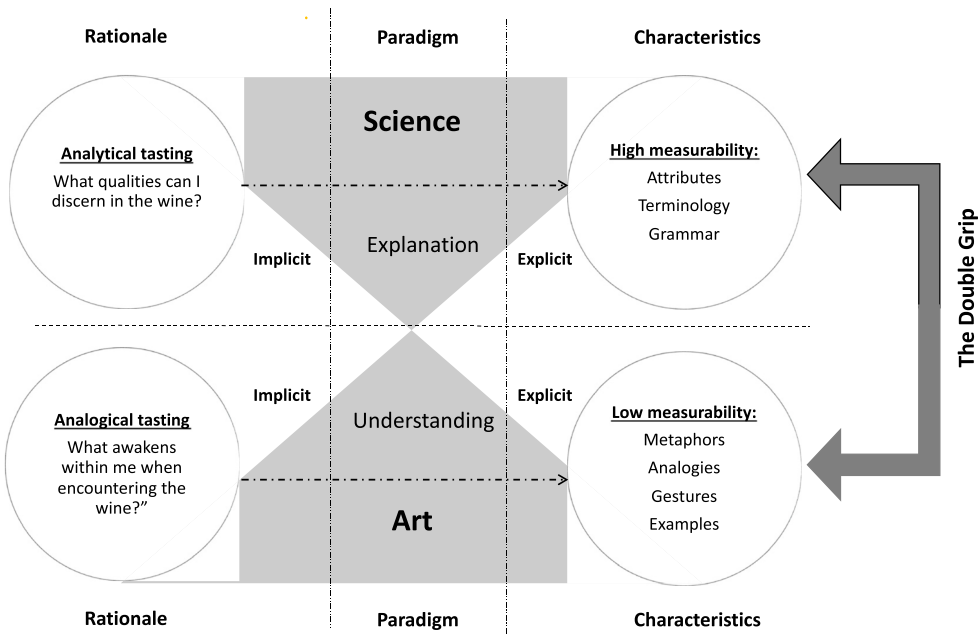 Rationale
Paradigm
Characteristics
Science
Analytical tasting
What qualities can I
discern in the wine?
High measurability:
Attributes
Terminology
Grammar
Explanation
Implicit
Explicit
The Double Grip
Implicit
Explicit
Understanding
Analogical tasting
What awakens
within me when
encountering the
wine?”
Low measurability:
Metaphors
Analogies
Gestures
Examples
Art
Rationale
Paradigm
Characteristics